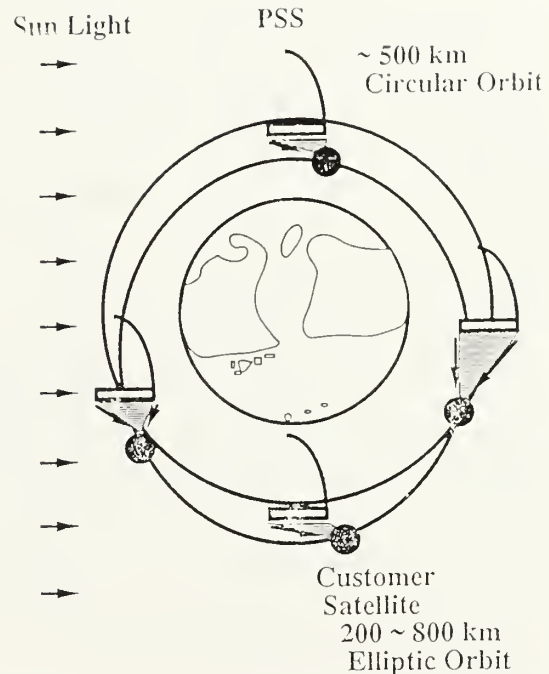 Sun Light
PSS
~ 500 km
Circular Orbit
Customer
Satellite
200 ~ 800 km
Elliptic Orbit